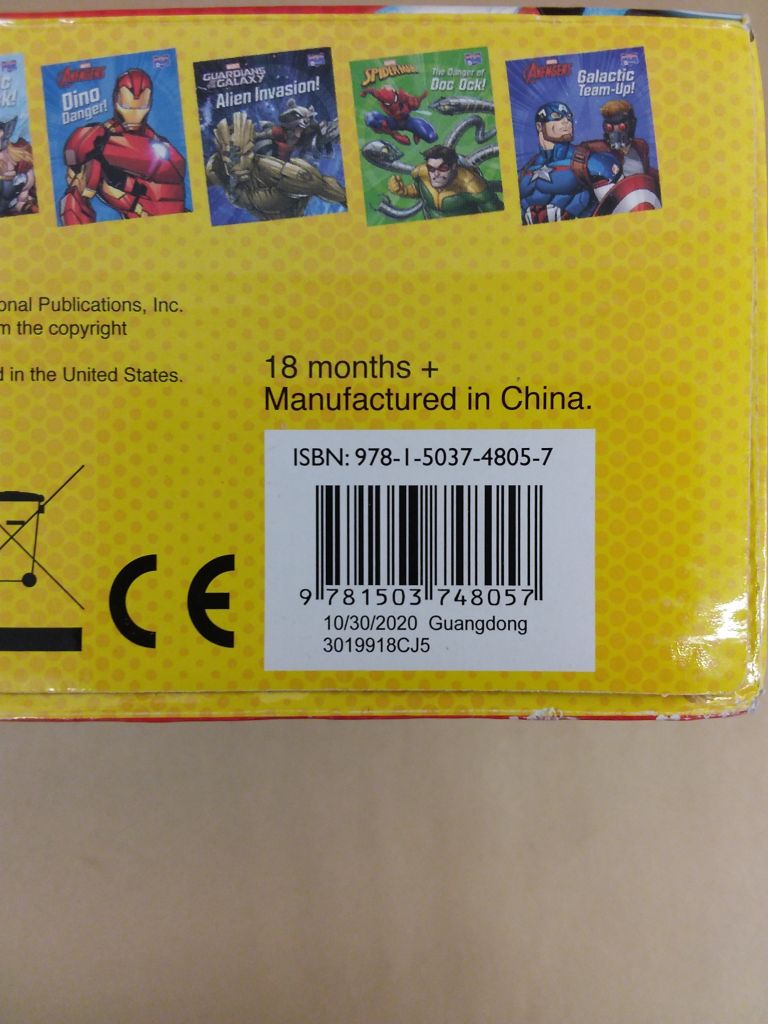 c
k!
AVENGERS
Dino
Danger!
MARVEL
GUARDIANS
OF THE
GALAXY
Alien Invasion!
MARVEL
SPIDER-MAN
The Danger of
Doc Ock!
AVENGERS
Galactic
Team-Up!
onal Publications, Inc.
m the copyright
d in the United States.
18 months +
Manufactured in China.
ISBN: 978-1-5037-4805-7
9 781503 748057
10/30/2020 Guangdong
3019918CJ5
CE